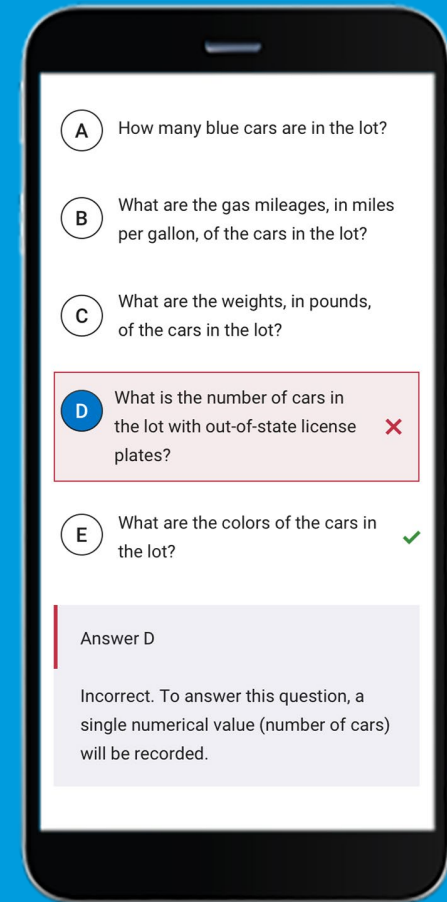 A How many blue cars are in the lot?
B What are the gas mileages, in miles
per gallon, of the cars in the lot?
C What are the weights, in pounds,
of the cars in the lot?
D What is the number of cars in
the lot with out-of-state license
plates?
E What are the colors of the cars in
the lot?
Answer D
Incorrect. To answer this question, a
single numerical value (number of cars)
will be recorded.